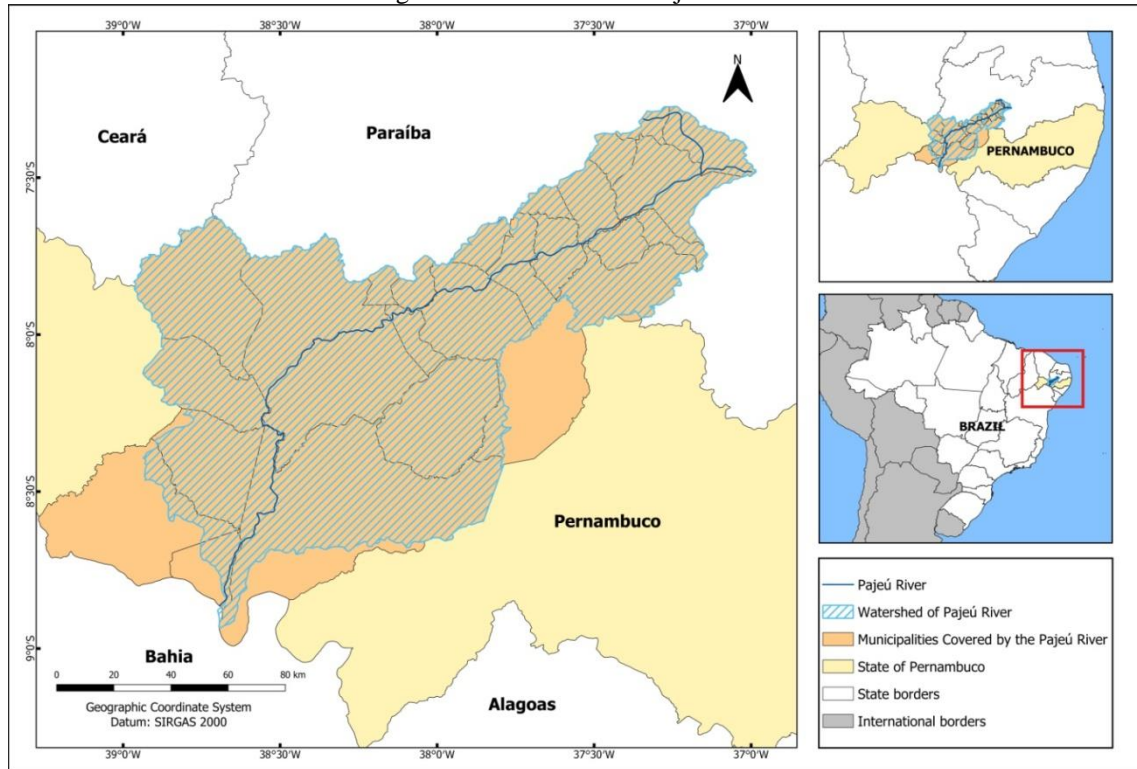 39°0'W 38°30'W 38°0'W 37°30'W 37°0'W
N
Ceará
Paraíba
7°30'S
8°0'S
8°30'S
9°0'S
Pernambuco
Bahia
0 20 40 60 80 km
Geographic Coordinate System
Datum: SIRGAS 2000
Alagoas
39°0'W 38°30'W 38°0'W 37°30'W 37°0'W
PERNAMBUCO
BRAZIL
Pajeú River
Watershed of Pajeú River
Municipalities Covered by the Pajeú River
State of Pernambuco
State borders
International borders